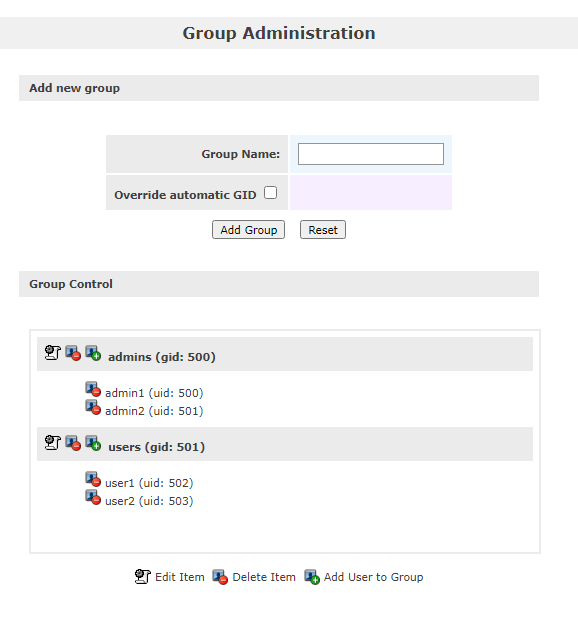 Group Administration
Add new group
Group Name:
Override automatic GID
Add Group Reset
Group Control
admins (gid: 500)
admin1 (uid: 500)
admin2 (uid: 501)
users (gid: 501)
user1 (uid: 502)
user2 (uid: 503)
Edit Item Delete Item Add User to Group